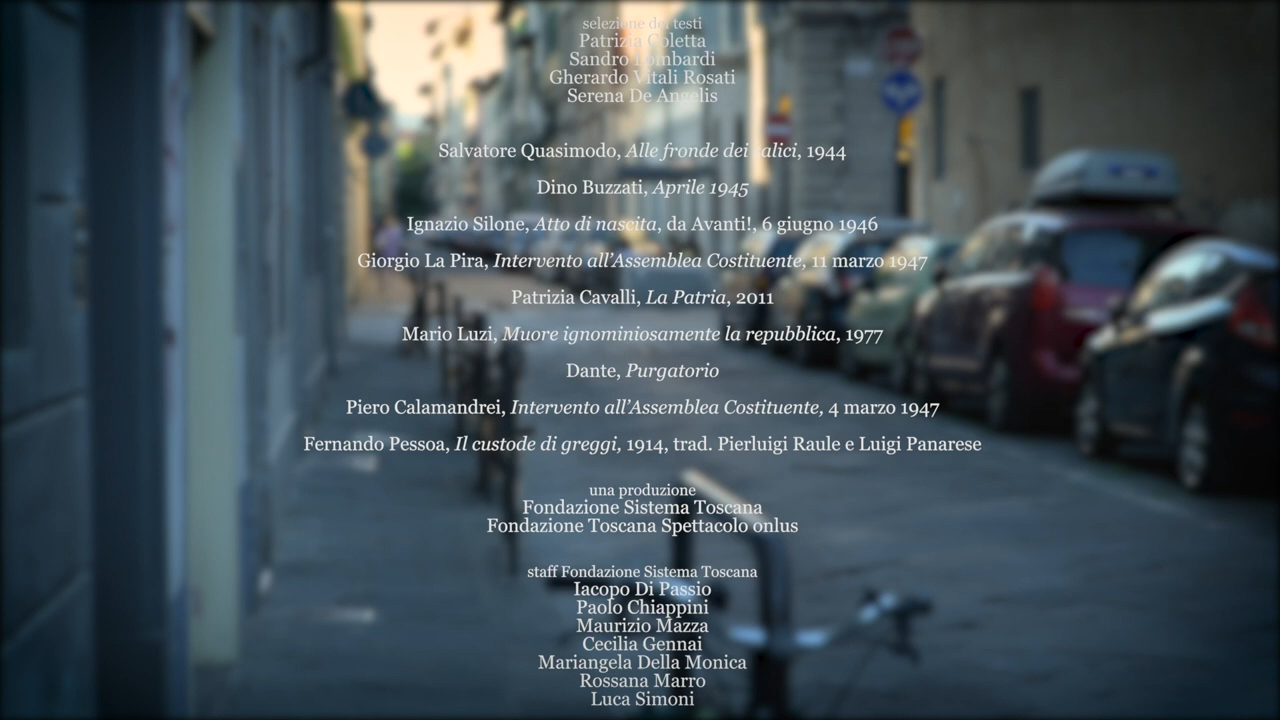 selezione dei testi
Patrizia Coletta
Sandro Lombardi
Gherardo Vitali Rosati
Serena De Angelis
Salvatore Quasimodo, Alle fronde dei salici, 1944
Dino Buzzati, Aprile 1945
Ignazio Silone, Atto di nascita, da Avanti!, 6 giugno 1946
Giorgio La Pira, Intervento all'Assemblea Costituente, 11 marzo 1947
Patrizia Cavalli, La Patria, 2011
Mario Luzi, Muore ignominiosamente la repubblica, 1977
Dante, Purgatorio
Piero Calamandrei, Intervento all'Assemblea Costituente, 4 marzo 1947
Fernando Pessoa, Il custode di greggi, 1914, trad. Pierluigi Raule e Luigi Panarese
una produzione
Fondazione Sistema Toscana
Fondazione Toscana Spettacolo onlus
staff Fondazione Sistema Toscana
Iacopo Di Passio
Paolo Chiappini
Maurizio Mazza
Cecilia Gennai
Mariangela Della Monica
Rossana Marro
Luca Simoni